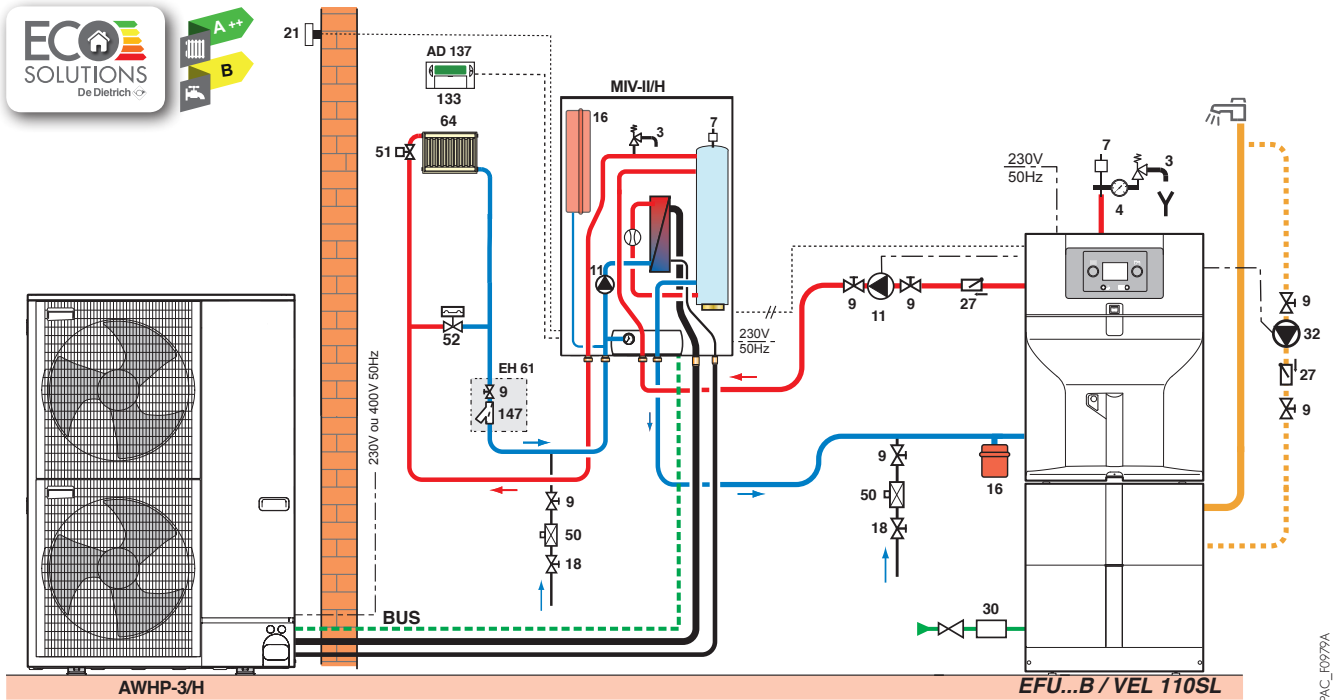 ECO
SOLUTIONS
De Dietrich
A++
B
21
AD 137
133
64
51
52
EH 61
9
147
9
50
18
MIV-II/H
16
3
7
11
230V
50Hz
230V
50Hz
7
3
4
9
11
9
27
9
50
18
16
9
32
27
9
30
230V ou 400V 50Hz
BUS
AWHP-3/H
EFU...B / VEL 110SL
PAC_F0979A